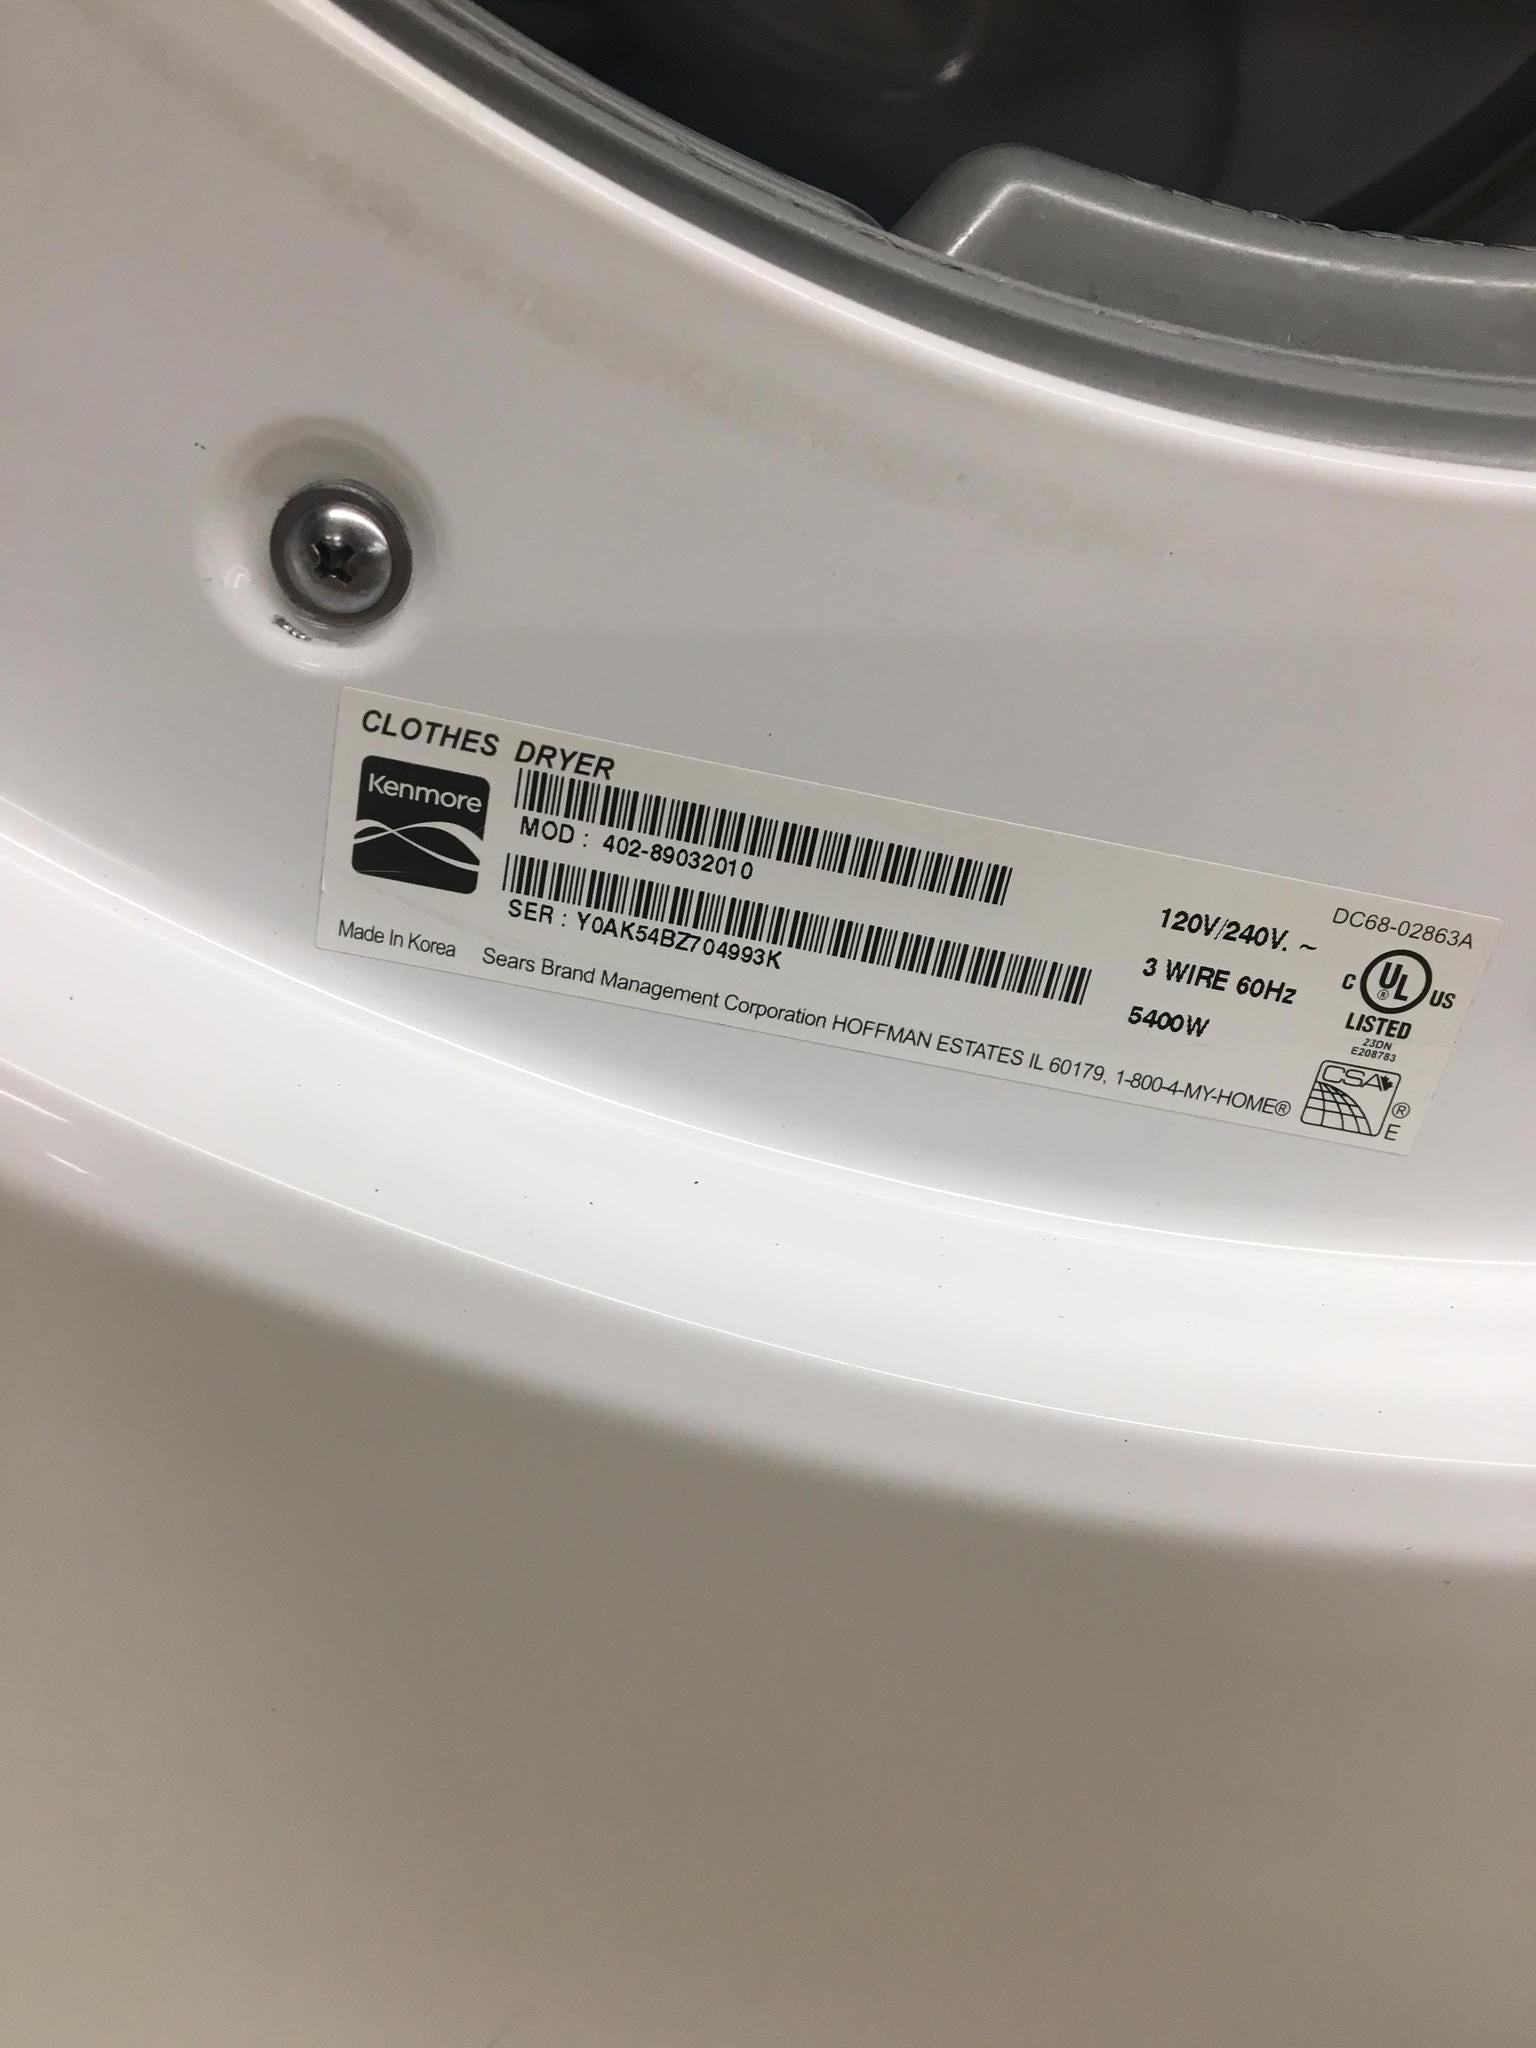 CLOTHES DRYER
Kenmore
MOD : 402-89032010
SER : Y0AK54BZ704993K
Made In Korea
Sears Brand Management Corporation HOFFMAN ESTATES IL 60179, 1-800-4-MY-HOME®
120V/240V. ~
3 WIRE 60Hz
5400W
DC68-02863A
C UL ® US
LISTED
23DN
E208783
CSA ®
E